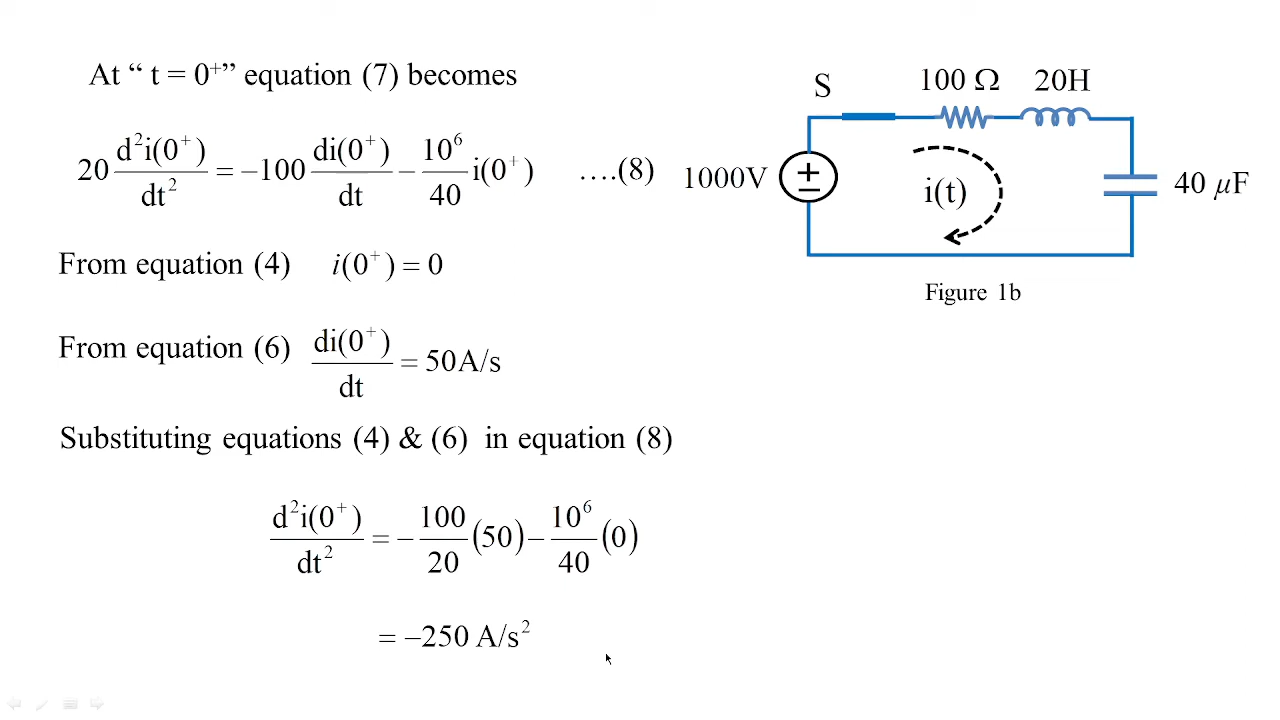 At “ t = 0⁺” equation (7) becomes
20 d²i(0⁺)/dt² = –100 di(0⁺)/dt – 10⁶/40 i(0⁺) ….(8)
From equation (4) i(0⁺) = 0
From equation (6) di(0⁺)/dt = 50A/s
Substituting equations (4) & (6) in equation (8)
d²i(0⁺)/dt² = – 100/20 (50) – 10⁶/40 (0)
= –250 A/s²
S
100 Ω
20H
1000V
+
–
i(t)
40 µF
Figure 1b